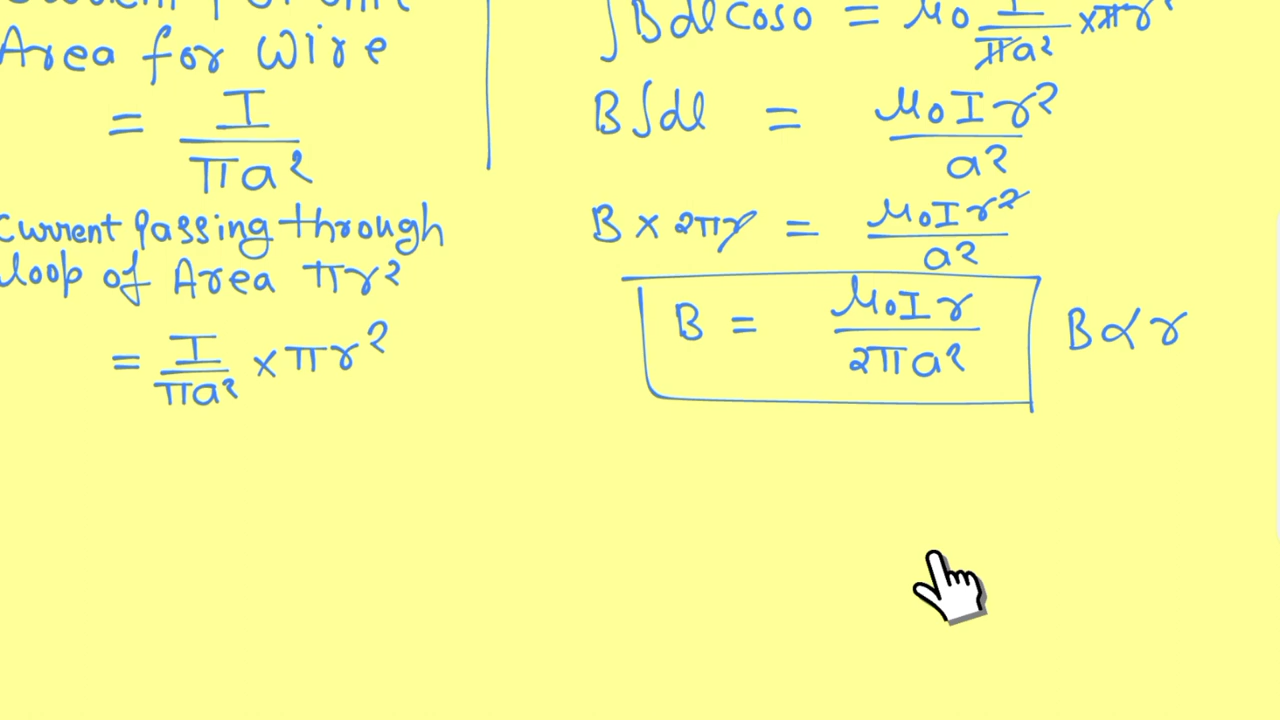 Area for Wire
= I / πa²
Current Passing through
loop of Area πr²
= I / πa² × πr²
∫B dl cos0 = μ₀ I / πa² × πr²
B∫dl = μ₀Ir² / a²
B × 2πr = μ₀Ir² / a²
B = μ₀Ir / 2πa²
B∝r